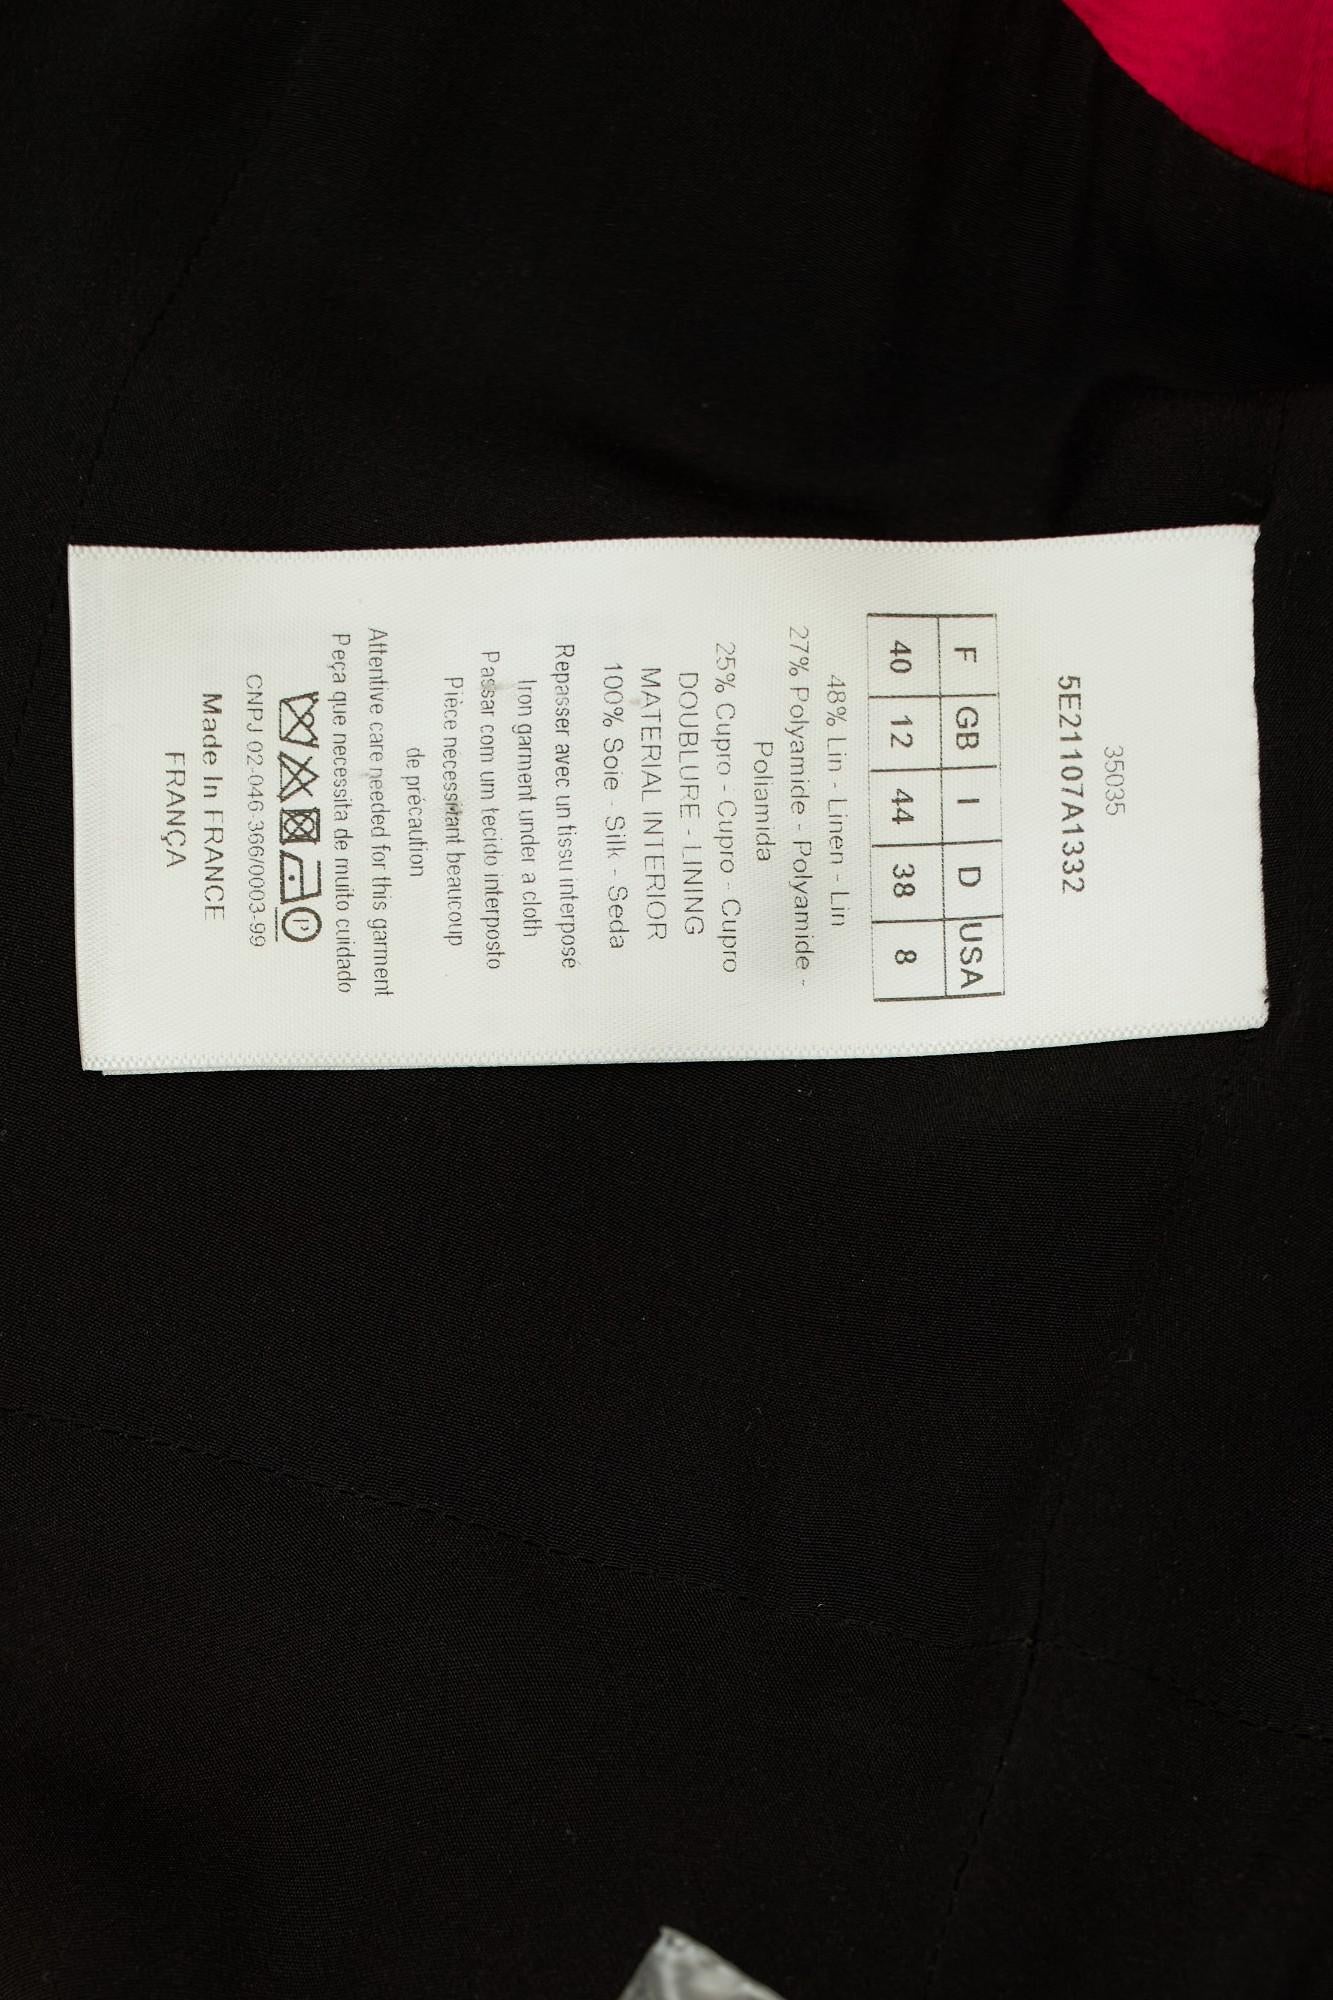 35035
5E21107A1332
F GB I D USA
40 12 44 38 8
48% Lin - Linen - Lin
27% Polyamide - Polyamide -
Poliamida
25% Cupro - Cupro - Cupro
DOUBLURE - LINING
MATERIAL INTERIOR
100% Soie - Silk - Seda
Repasser avec un tissu interposé
Iron garment under a cloth
Passar com um tecido interposto
Pièce nécessitant beaucoup
de précaution
Attentive care needed for this garment
Peça que necessita de muito cuidado
P
CNPJ 02-046-366/0003-99
Made In FRANCE
FRANÇA